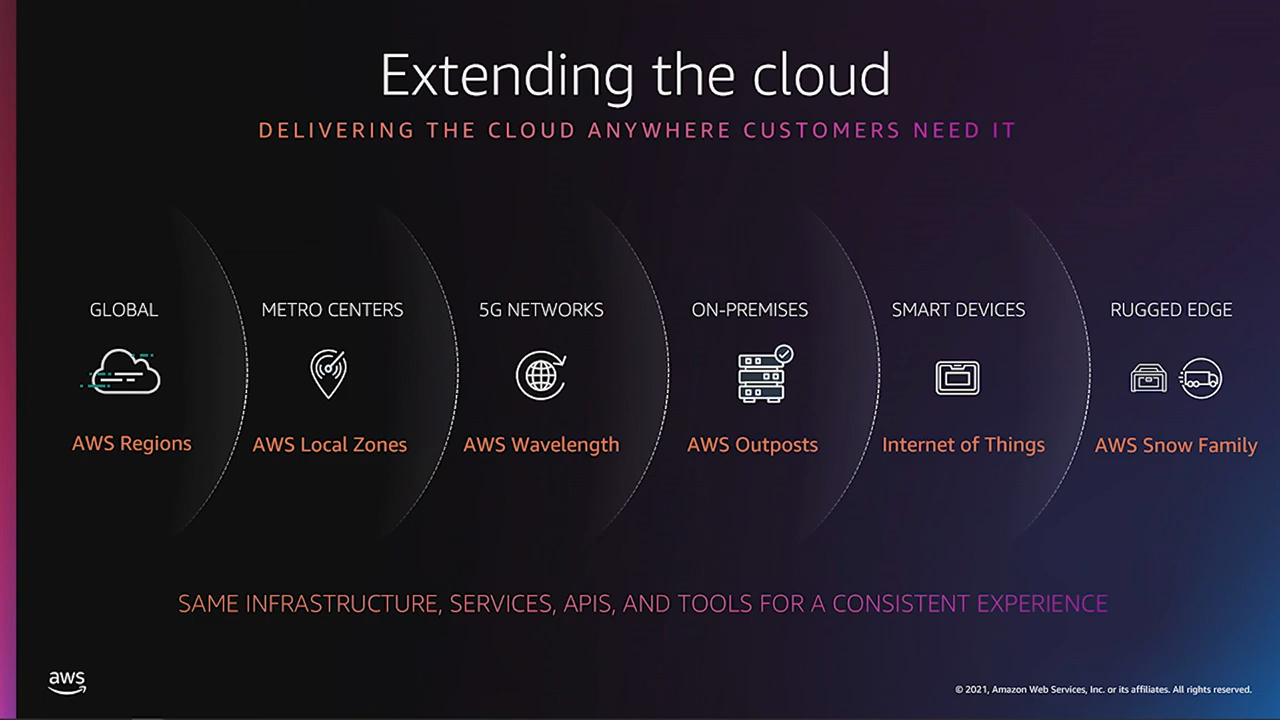 Extending the cloud
DELIVERING THE CLOUD ANYWHERE CUSTOMERS NEED IT
GLOBAL
AWS Regions
METRO CENTERS
AWS Local Zones
5G NETWORKS
AWS Wavelength
ON-PREMISES
AWS Outposts
SMART DEVICES
Internet of Things
RUGGED EDGE
AWS Snow Family
SAME INFRASTRUCTURE, SERVICES, APIS, AND TOOLS FOR A CONSISTENT EXPERIENCE
aws
© 2021, Amazon Web Services, Inc. or its affiliates. All rights reserved.